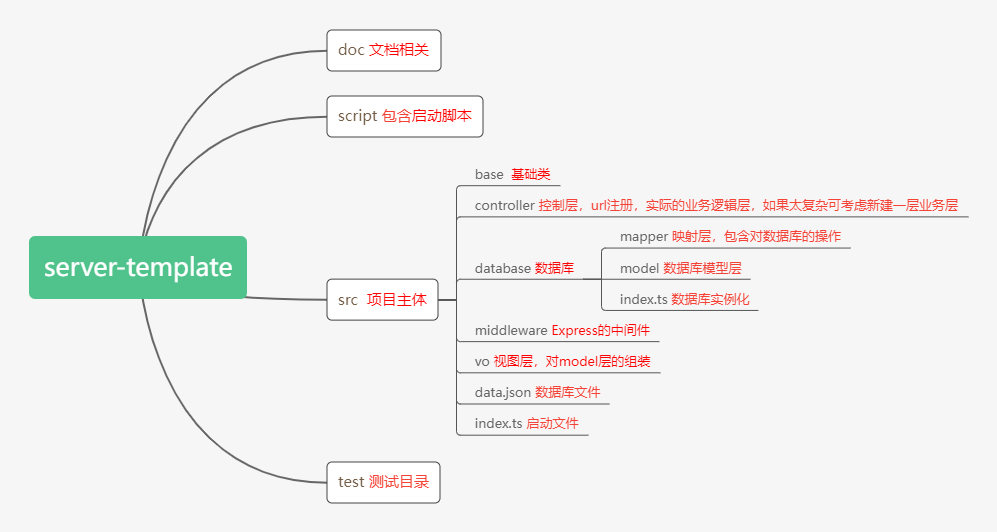 server-template
doc 文档相关
script 包含启动脚本
src 项目主体
base 基础类
controller 控制层，url注册，实际的业务逻辑层，如果太复杂可考虑新建一层业务层
database 数据库
mapper 映射层，包含对数据库的操作
model 数据库模型层
index.ts 数据库实例化
middleware Express的中间件
vo 视图层，对model层的组装
data.json 数据库文件
index.ts 启动文件
test 测试目录